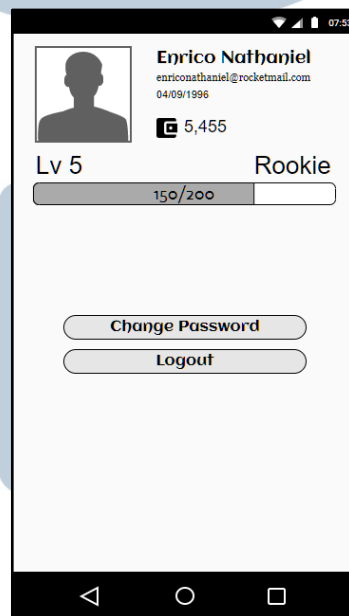 07:53
Enrico Nathaniel
enriconathaniel@rocketmail.com
04/09/1996
5,455
Lv 5 Rookie
150/200
Change Password
Logout